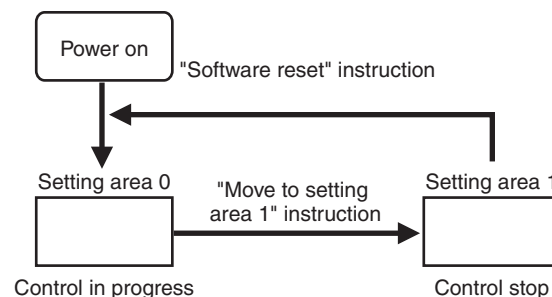 Power on
"Software reset" instruction
Setting area 0
"Move to setting
area 1" instruction
Setting area 1
Control in progress
Control stop